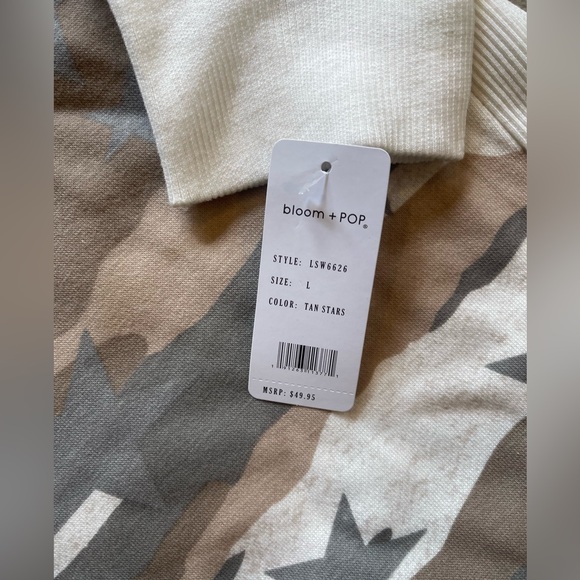 bloom + POP®
STYLE: LSW6626
SIZE: L
COLOR: TAN STARS
MSRP: $49.95